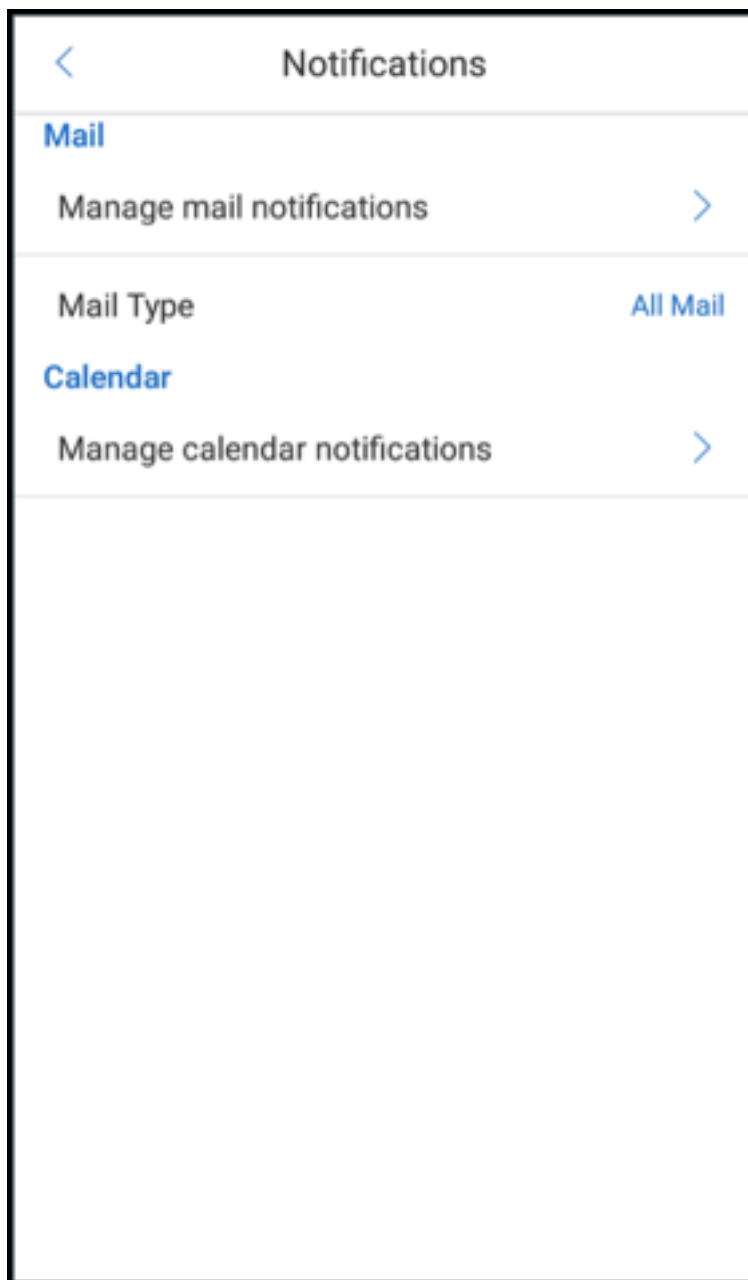 Notifications
Mail
Manage mail notifications
Mail Type All Mail
Calendar
Manage calendar notifications